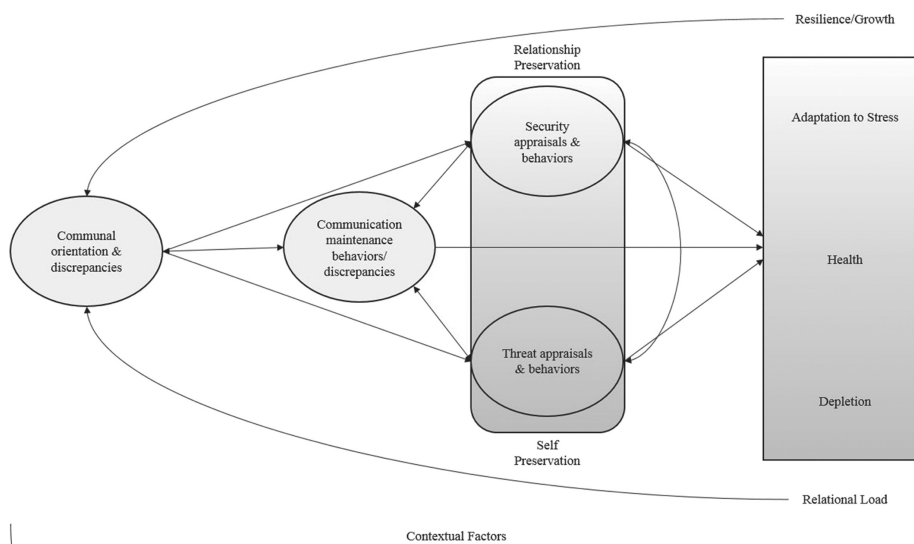 Resilience/Growth
Relationship
Preservation
Adaptation to Stress
Security
appraisals &
behaviors
Communal
orientation &
discrepancies
Communication
maintenance
behaviors/
discrepancies
Health
Threat appraisals
& behaviors
Depletion
Self
Preservation
Relational Load
Contextual Factors